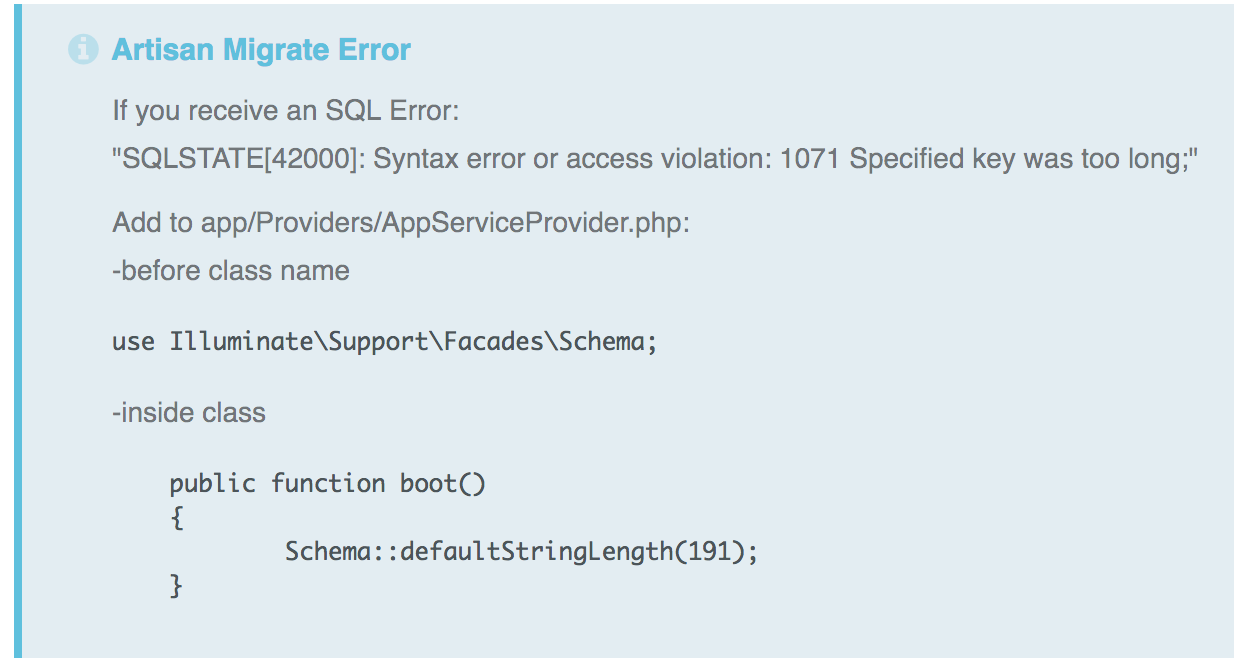 Artisan Migrate Error
If you receive an SQL Error:
"SQLSTATE[42000]: Syntax error or access violation: 1071 Specified key was too long;"
Add to app/Providers/AppServiceProvider.php:
-before class name
use Illuminate\Support\Facades\Schema;
-inside class
public function boot()
{
Schema::defaultStringLength(191);
}